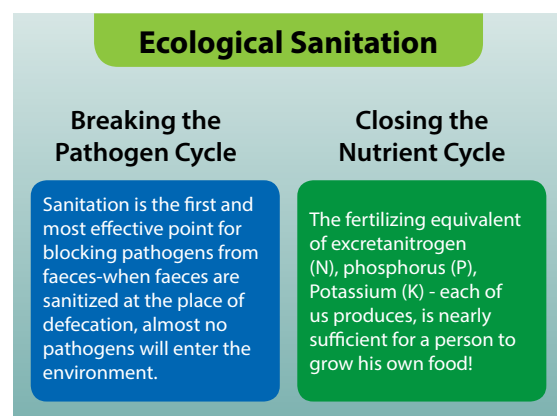 Ecological Sanitation
Breaking the
Pathogen Cycle
Sanitation is the first and
most effective point for
blocking pathogens from
faeces-when faeces are
sanitized at the place of
defecation, almost no
pathogens will enter the
environment.
Closing the
Nutrient Cycle
The fertilizing equivalent
of excretanitrogen
(N), phosphorus (P),
Potassium (K) - each of
us produces, is nearly
sufficient for a person to
grow his own food!